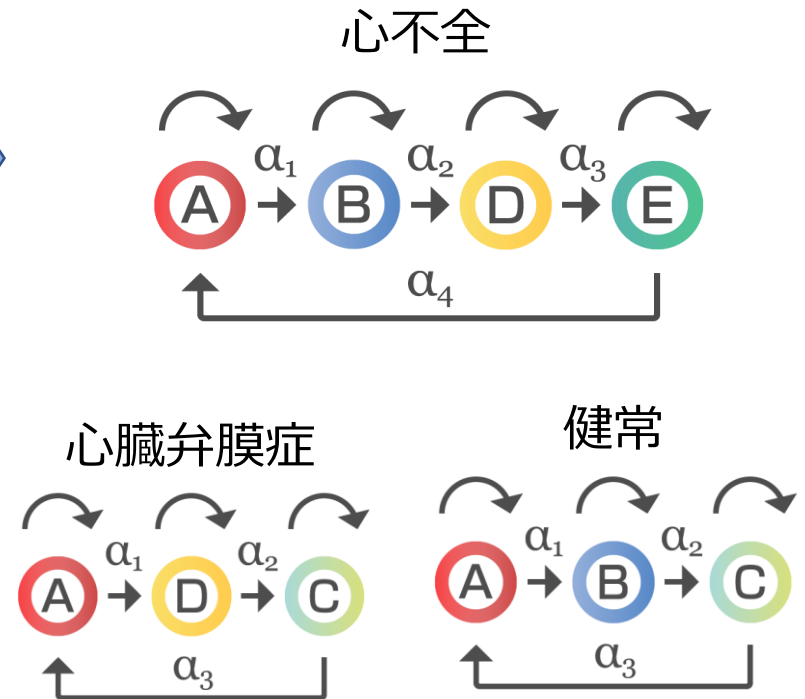 心不全
α₁ α₂ α₃
A B D E
α₄
心臓弁膜症
α₁ α₂
A D C
α₃
健常
α₁ α₂
A B C
α₃